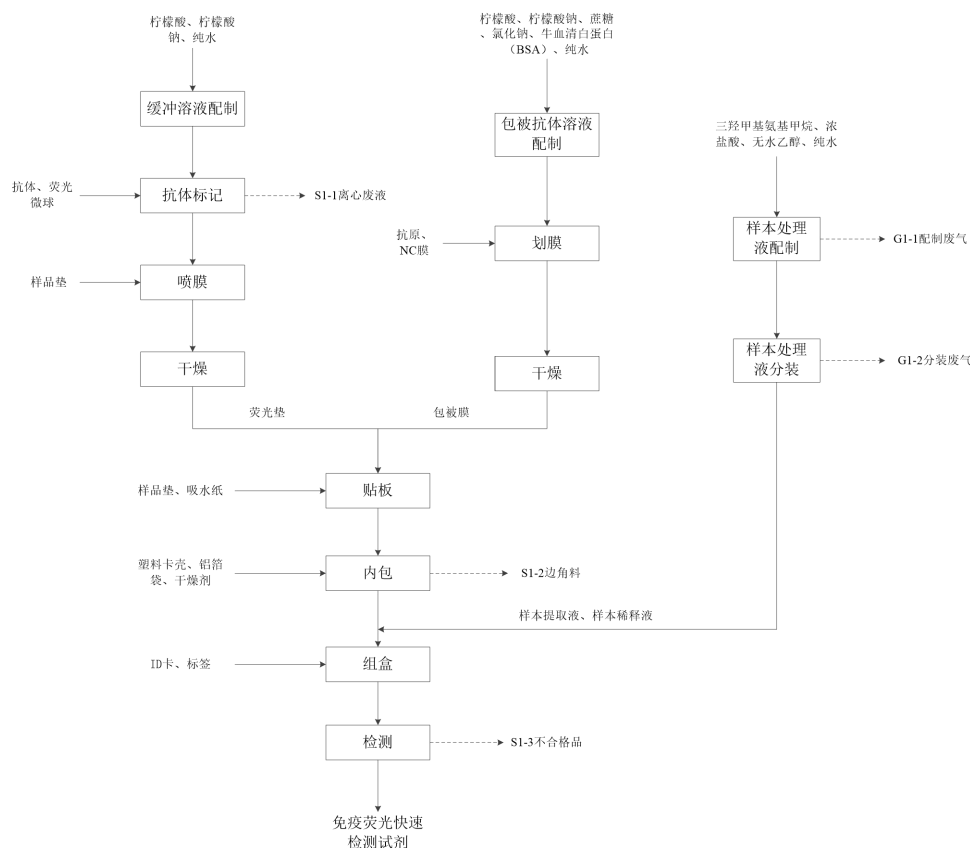 柠檬酸、柠檬酸
钠、纯水
柠檬酸、柠檬酸钠、蔗糖
、氯化钠、牛血清白蛋白
（BSA）、纯水
缓冲溶液配制
包被抗体溶液
配制
三羟甲基氨基甲烷、浓
盐酸、无水乙醇、纯水
抗体、荧光
微球
抗体标记
S1-1离心废液
抗原、
NC膜
划膜
样本处理
液配制
G1-1配制废气
样品垫
喷膜
干燥
干燥
样本处理
液分装
G1-2分装废气
荧光垫
包被膜
样品垫、吸水纸
贴板
塑料卡壳、铝箔
袋、干燥剂
内包
S1-2边角料
样本提取液、样本稀释液
ID卡、标签
组盒
检测
S1-3不合格品
免疫荧光快速
检测试剂